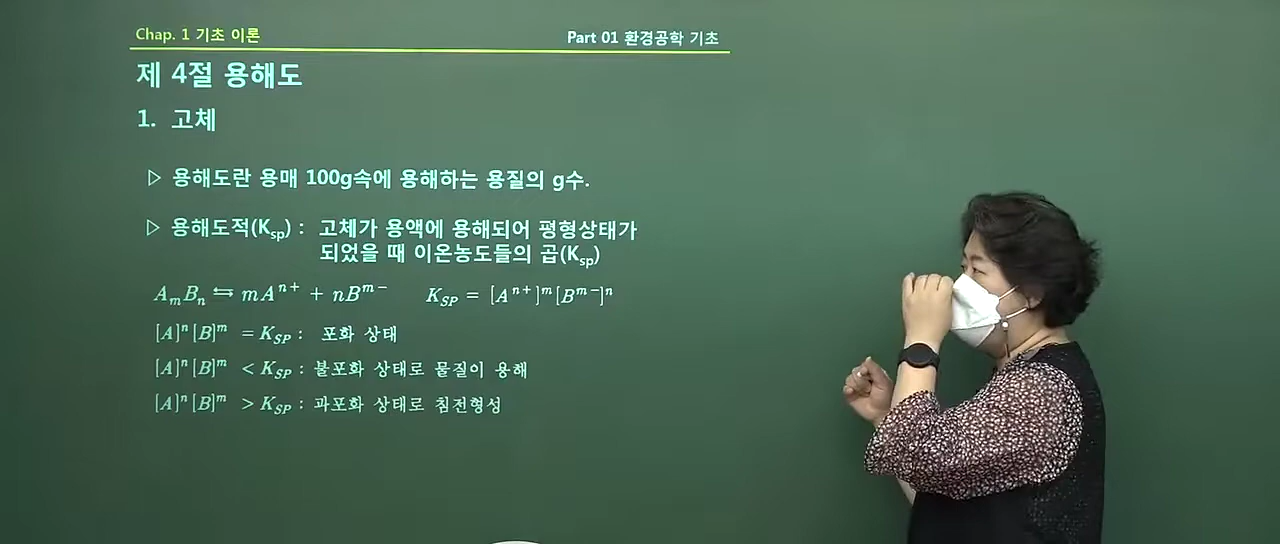 Chap. 1 기초 이론
Part 01 환경공학 기초
제 4절 용해도
1. 고체
▷ 용해도란 용매 100g속에 용해하는 용질의 g수.
▷ 용해도적(Ksp) : 고체가 용액에 용해되어 평형상태가
되었을 때 이온농도들의 곱(Ksp)
AmBn ⇆ mAⁿ⁺ + nBᵐ⁻ KSP = [Aⁿ⁺]ᵐ[Bᵐ⁻]ⁿ
[A]ⁿ[B]ᵐ = KSP : 포화 상태
[A]ⁿ[B]ᵐ < KSP : 불포화 상태로 물질이 용해
[A]ⁿ[B]ᵐ > KSP : 과포화 상태로 침전형성